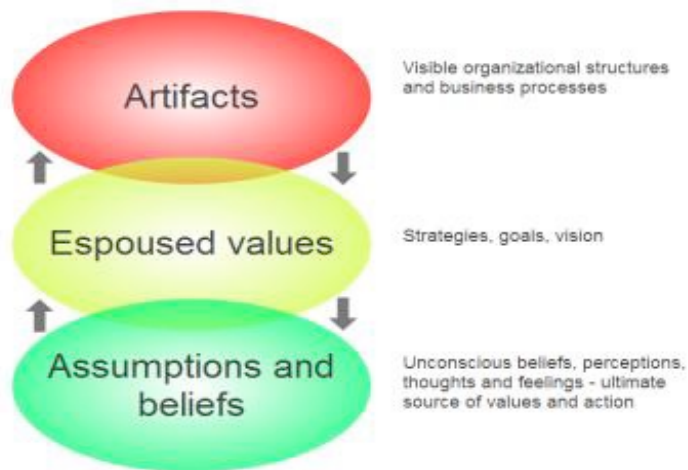 Artifacts
Visible organizational structures
and business processes
Espoused values
Strategies, goals, vision
Assumptions and
beliefs
Unconscious beliefs, perceptions,
thoughts and feelings - ultimate
source of values and action